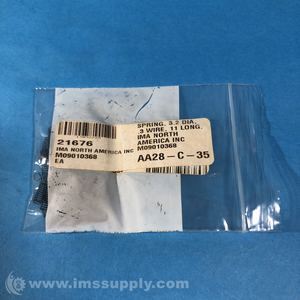 21676
IMA NORTH AMERICA INC
M09010368
EA
SPRING, 3.2 DIA.
.3 WIRE, 11 LONG,
IMA NORTH
AMERICA INC
M09010368
AA28-C-35
www.imssupply.com